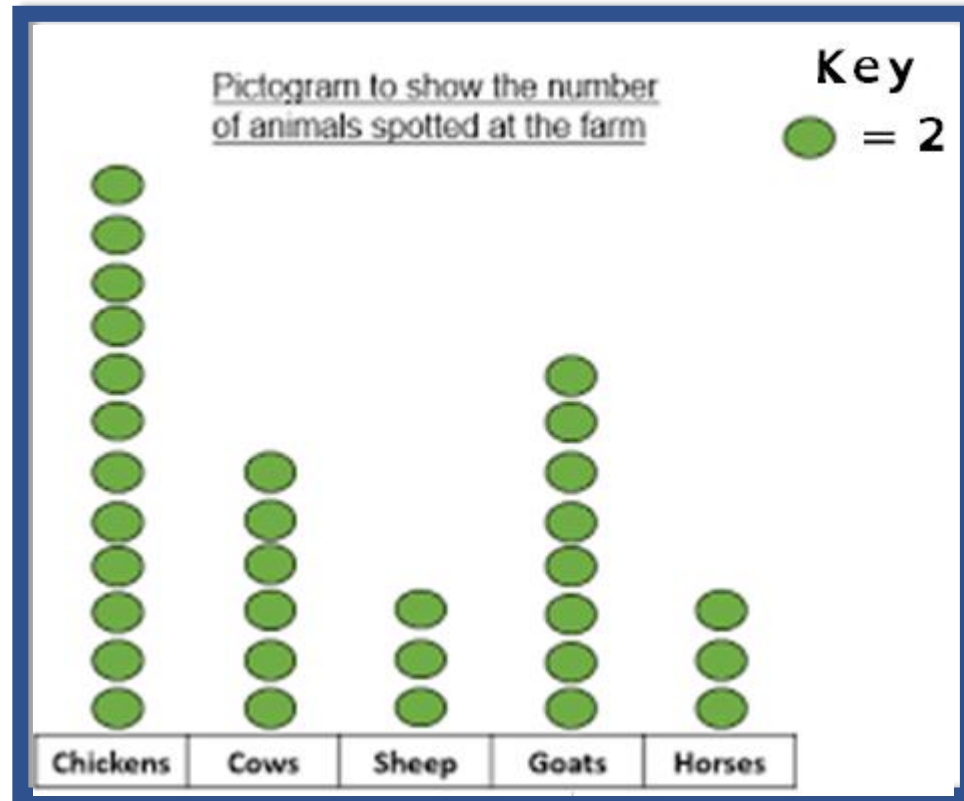 Pictogram to show the number
of animals spotted at the farm
Key
= 2
Chickens Cows Sheep Goats Horses